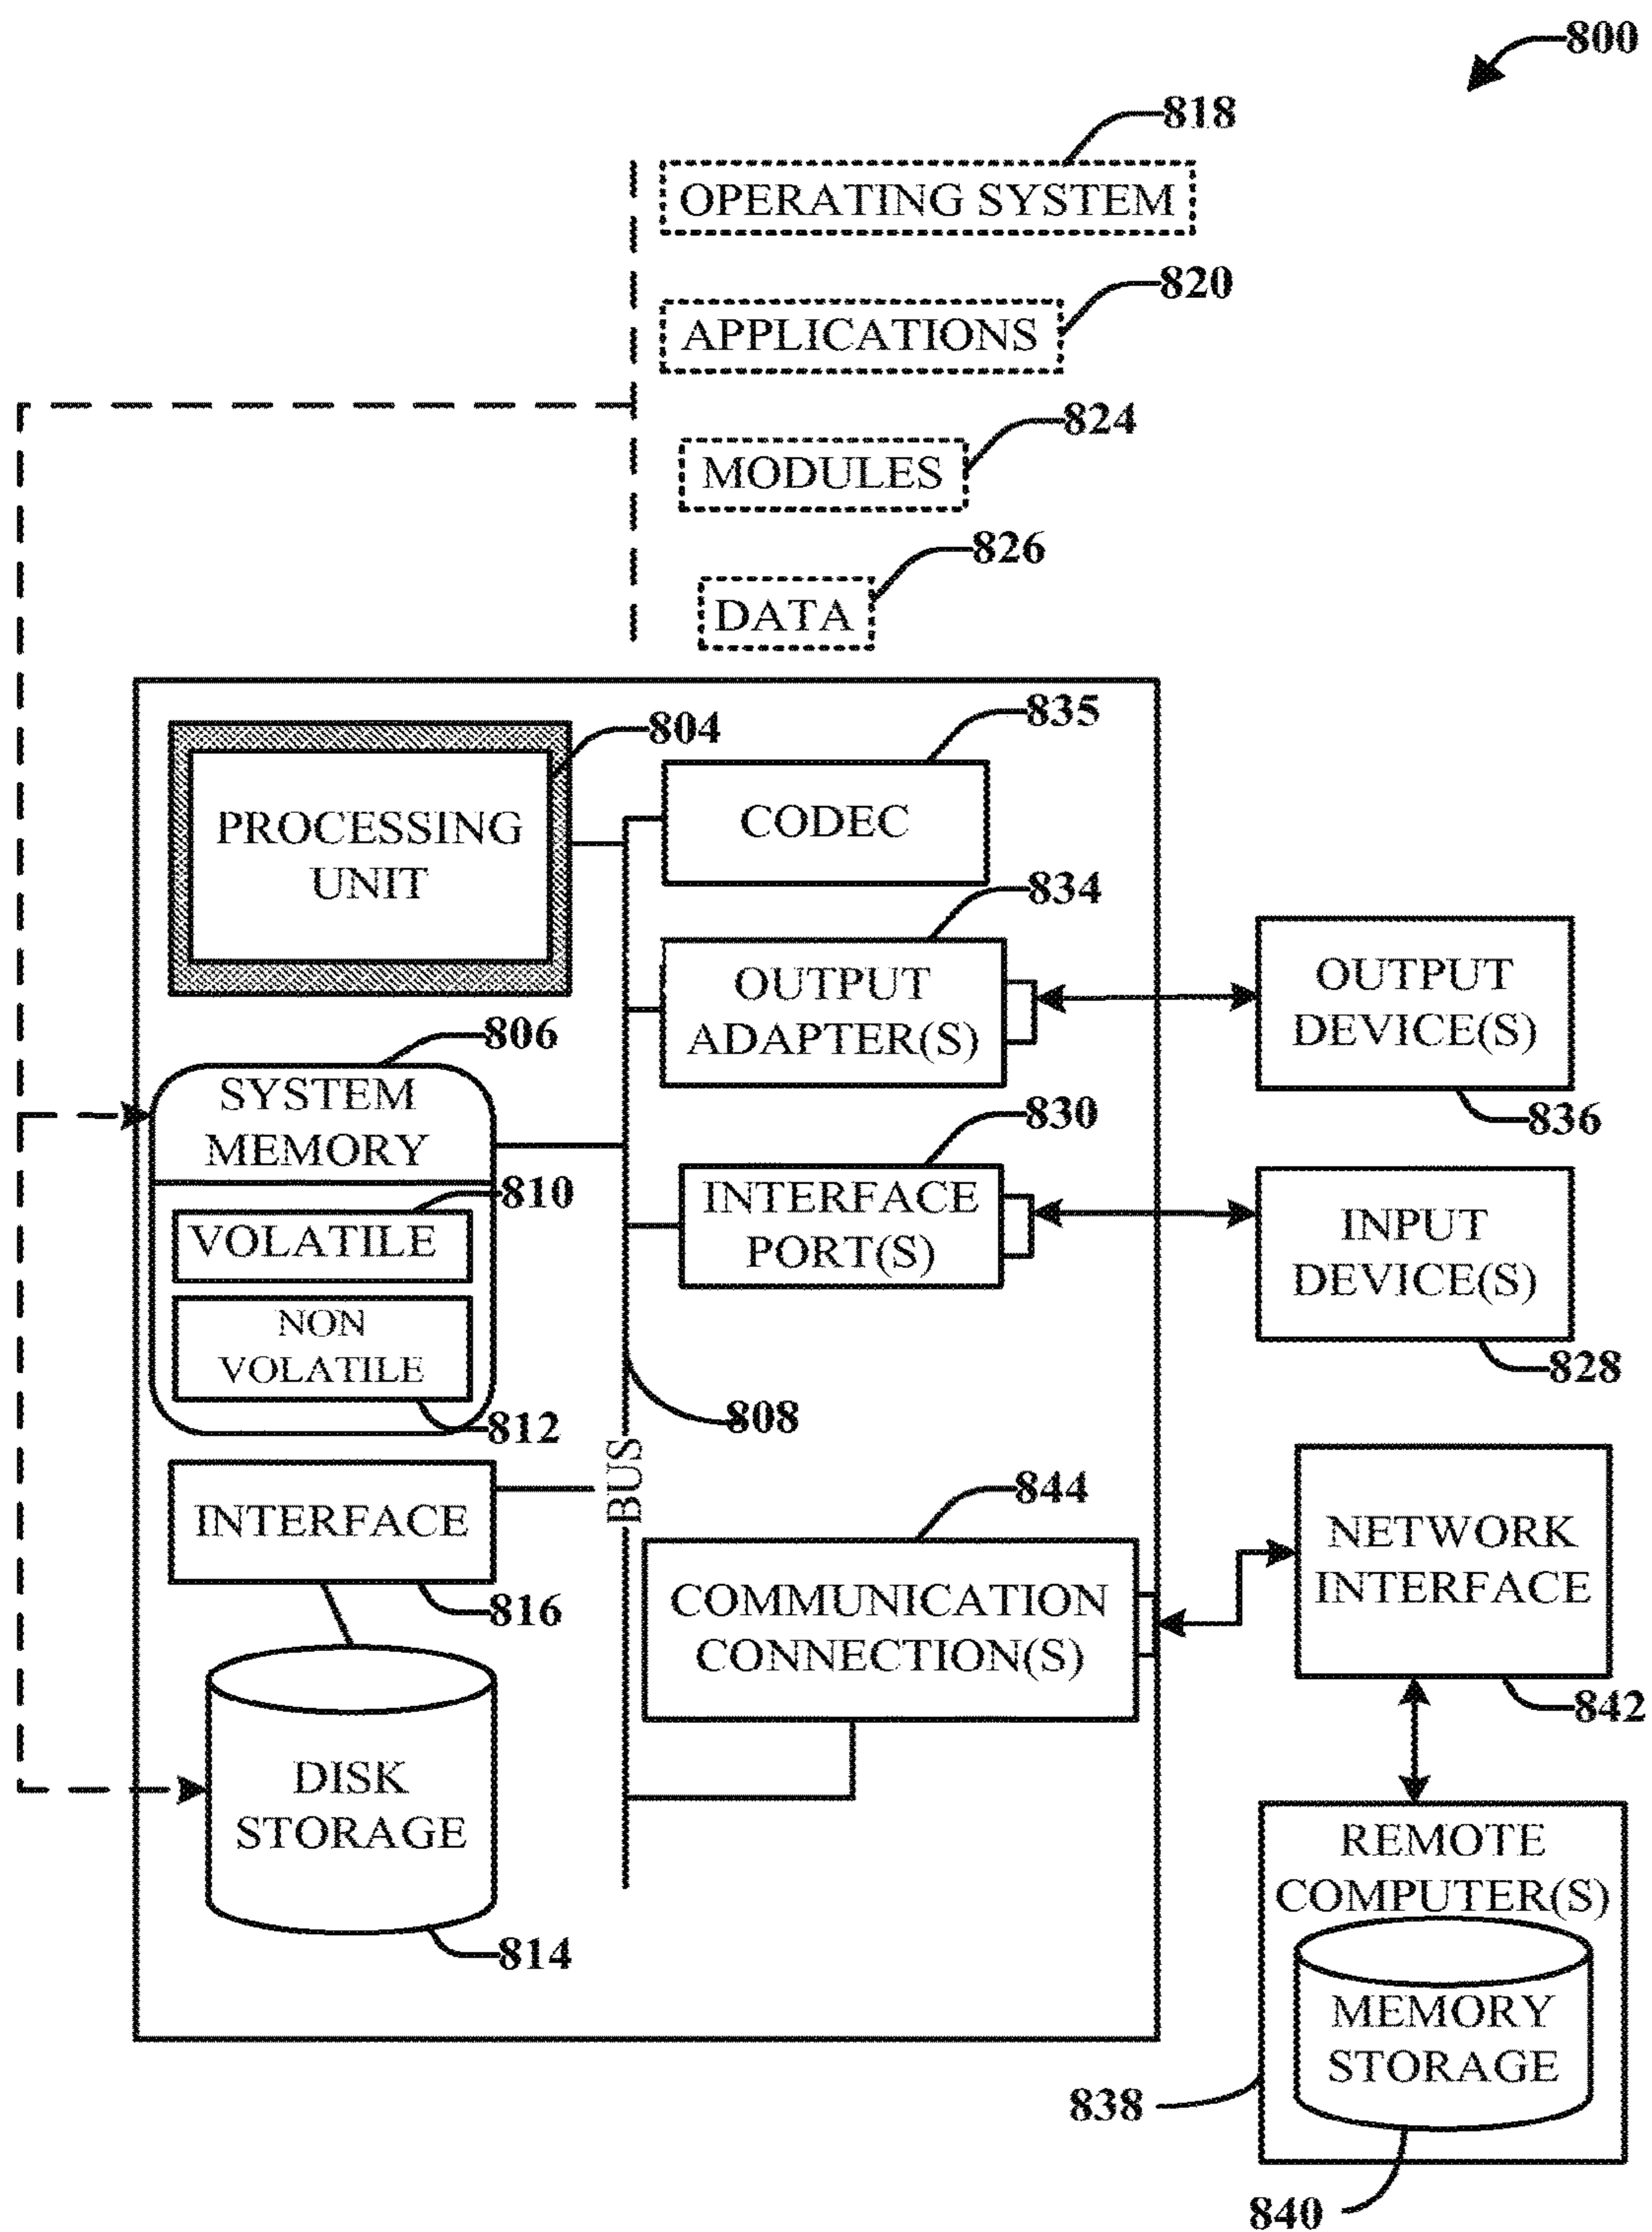 800
818
OPERATING SYSTEM
820
APPLICATIONS
824
MODULES
826
DATA
804
PROCESSING
UNIT
835
CODEC
834
OUTPUT
ADAPTER(S)
OUTPUT
DEVICE(S)
836
806
SYSTEM
MEMORY
810
VOLATILE
NON
VOLATILE
812
830
INTERFACE
PORT(S)
INPUT
DEVICE(S)
828
808
BUS
INTERFACE
816
844
COMMUNICATION
CONNECTION(S)
NETWORK
INTERFACE
842
DISK
STORAGE
814
REMOTE
COMPUTER(S)
MEMORY
STORAGE
838
840